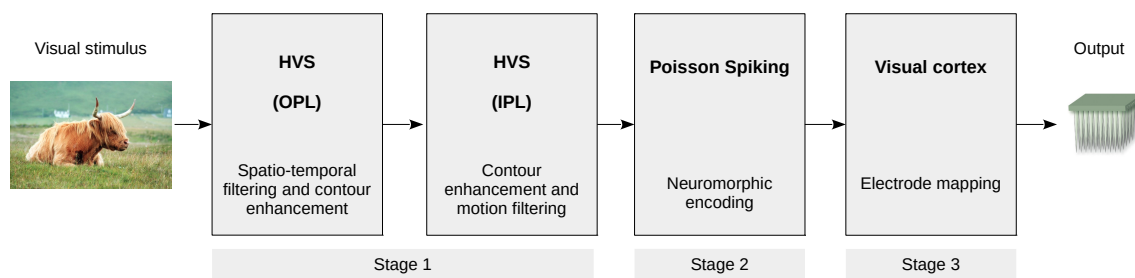 Visual stimulus
HVS
(OPL)
Spatio-temporal
filtering and contour
enhancement
HVS
(IPL)
Contour
enhancement and
motion filtering
Poisson Spiking
Neuromorphic
encoding
Visual cortex
Electrode mapping
Output
Stage 1
Stage 2
Stage 3